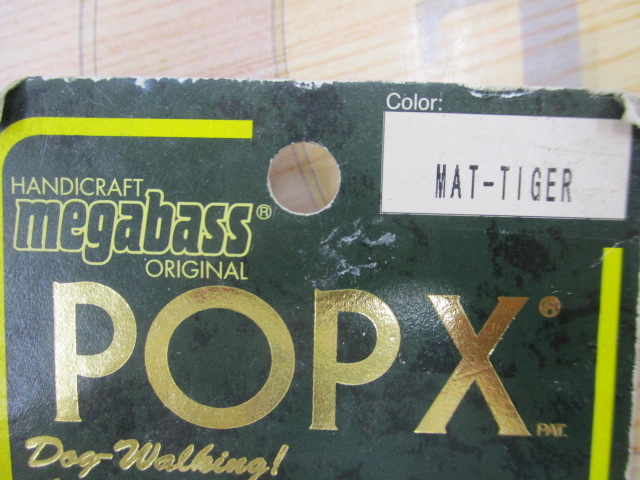 Color:
MAT-TIGER
HANDICRAFT
megabass®
ORIGINAL
POPX®
PAT.
Dog-Walking!